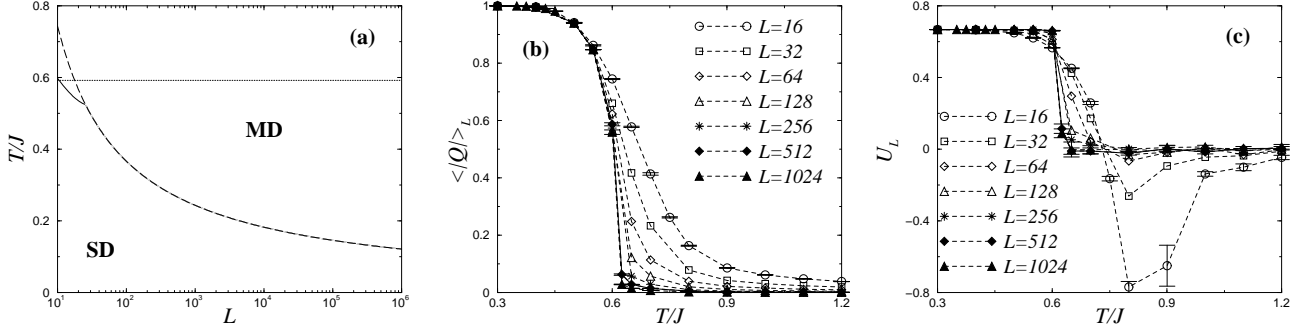 (a)
T/J
0.8
0.6
0.4
0.2
0
MD
SD
10^1
10^2
10^3
10^4
10^5
10^6
L
(b)
<|Q|>_L
1
0.8
0.6
0.4
0.2
0
L=16
L=32
L=64
L=128
L=256
L=512
L=1024
0.3
0.6
0.9
1.2
T/J
(c)
U_L
0.8
0.4
0
−0.4
−0.8
L=16
L=32
L=64
L=128
L=256
L=512
L=1024
0.3
0.6
0.9
1.2
T/J